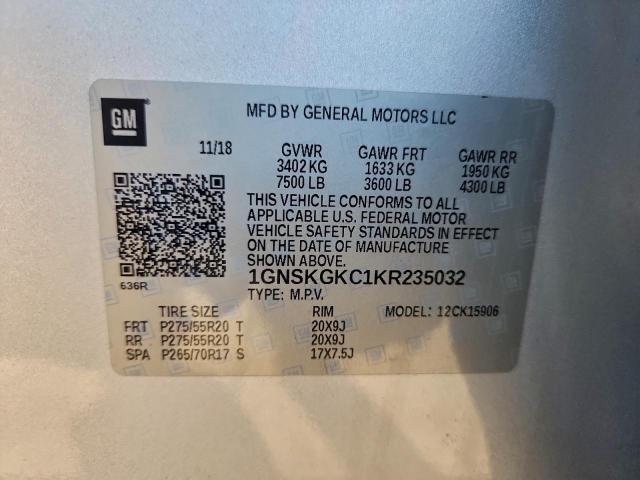 GM
MFD BY GENERAL MOTORS LLC
11/18 GVWR GAWR FRT GAWR RR
3402 KG 1633 KG 1950 KG
7500 LB 3600 LB 4300 LB
THIS VEHICLE CONFORMS TO ALL
APPLICABLE U.S. FEDERAL MOTOR
VEHICLE SAFETY STANDARDS IN EFFECT
ON THE DATE OF MANUFACTURE
SHOWN ABOVE.
636R
1GNSKGKC1KR235032
TYPE: M.P.V. MODEL: 12CK15906
TIRE SIZE RIM
FRT P275/55R20 T 20X9J
RR P275/55R20 T 20X9J
SPA P265/70R17 S 17X7.5J